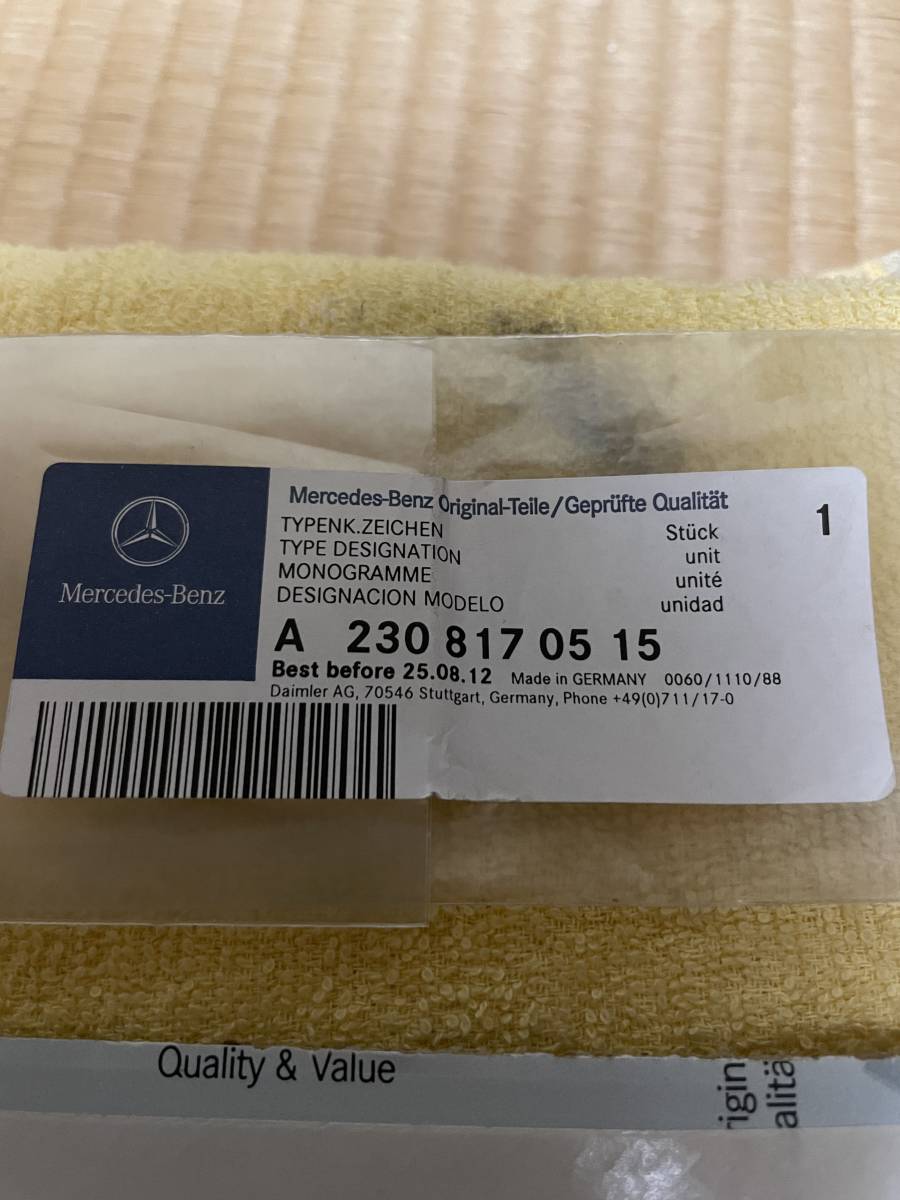 Mercedes-Benz
Mercedes-Benz Original-Teile/Geprüfte Qualität
TYPENK.ZEICHEN Stück 1
TYPE DESIGNATION unit
MONOGRAMME unité
DESIGNACION MODELO unidad
A 230 817 05 15
Best before 25.08.12 Made in GERMANY 0060/1110/88
Daimler AG, 70546 Stuttgart, Germany, Phone +49(0)711/17-0
Quality & Value
rigin
alitä